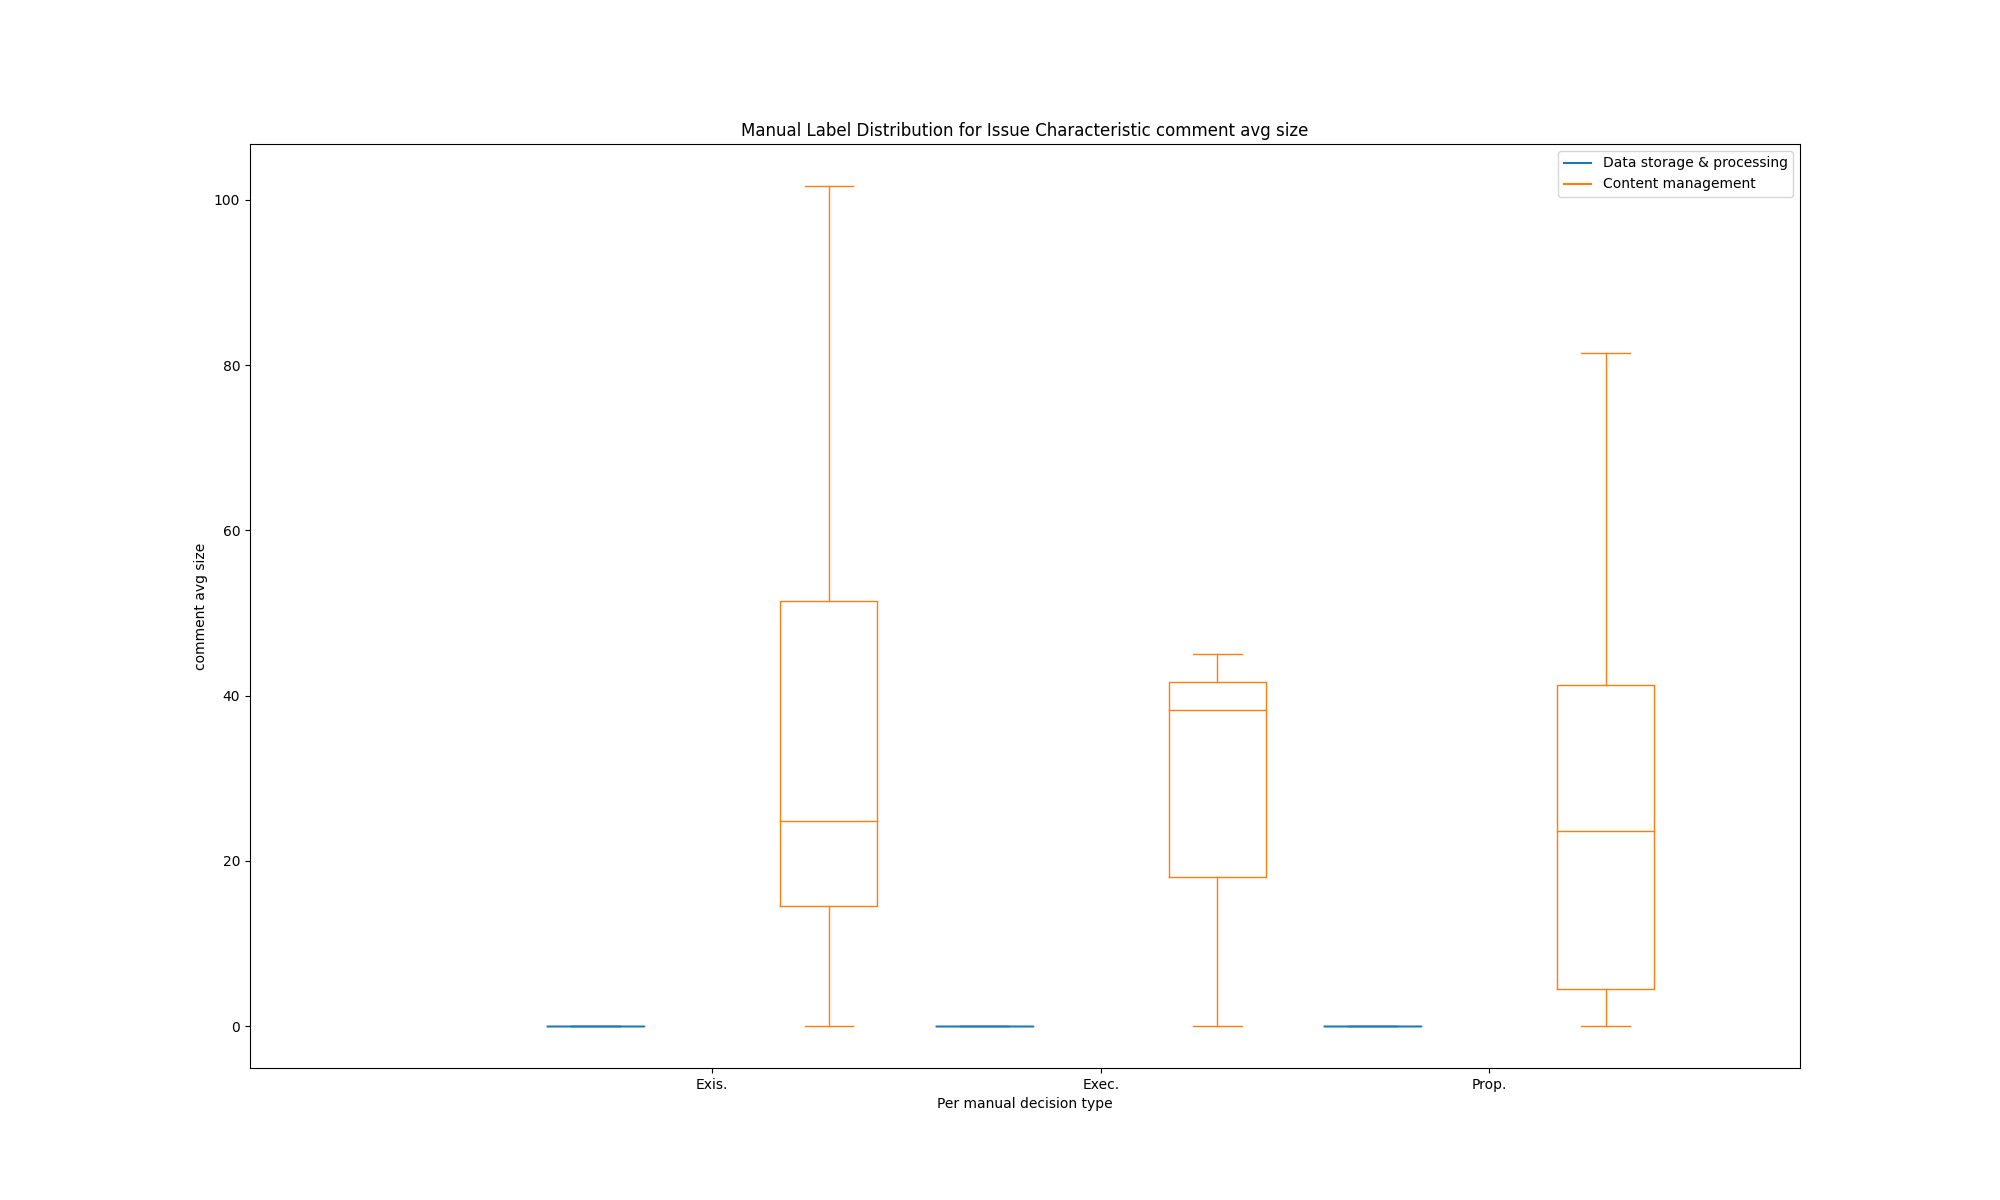 Manual Label Distribution for Issue Characteristic comment avg size
Data storage & processing
Content management
100
80
60
40
20
0
comment avg size
Exis.
Exec.
Prop.
Per manual decision type